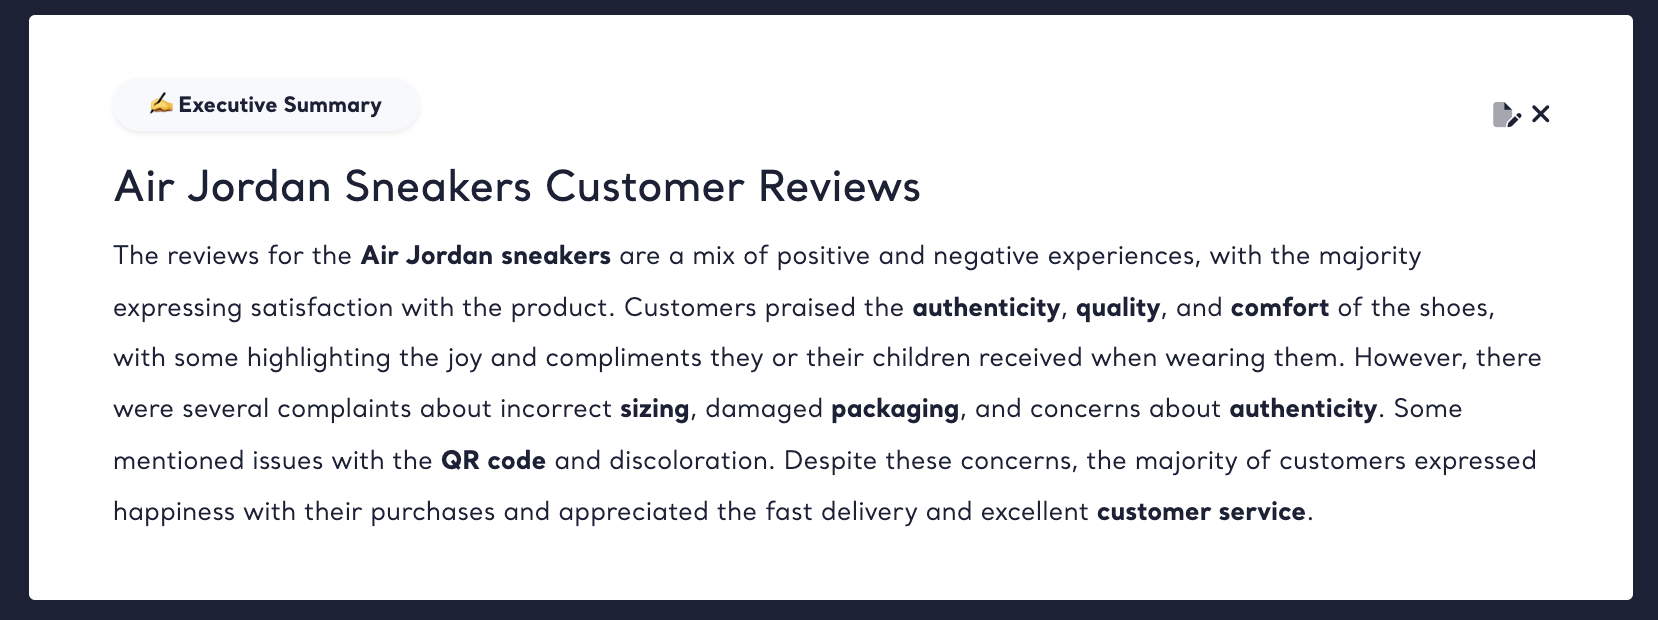 ✍️ Executive Summary
Air Jordan Sneakers Customer Reviews
The reviews for the Air Jordan sneakers are a mix of positive and negative experiences, with the majority
expressing satisfaction with the product. Customers praised the authenticity, quality, and comfort of the shoes,
with some highlighting the joy and compliments they or their children received when wearing them. However, there
were several complaints about incorrect sizing, damaged packaging, and concerns about authenticity. Some
mentioned issues with the QR code and discoloration. Despite these concerns, the majority of customers expressed
happiness with their purchases and appreciated the fast delivery and excellent customer service.